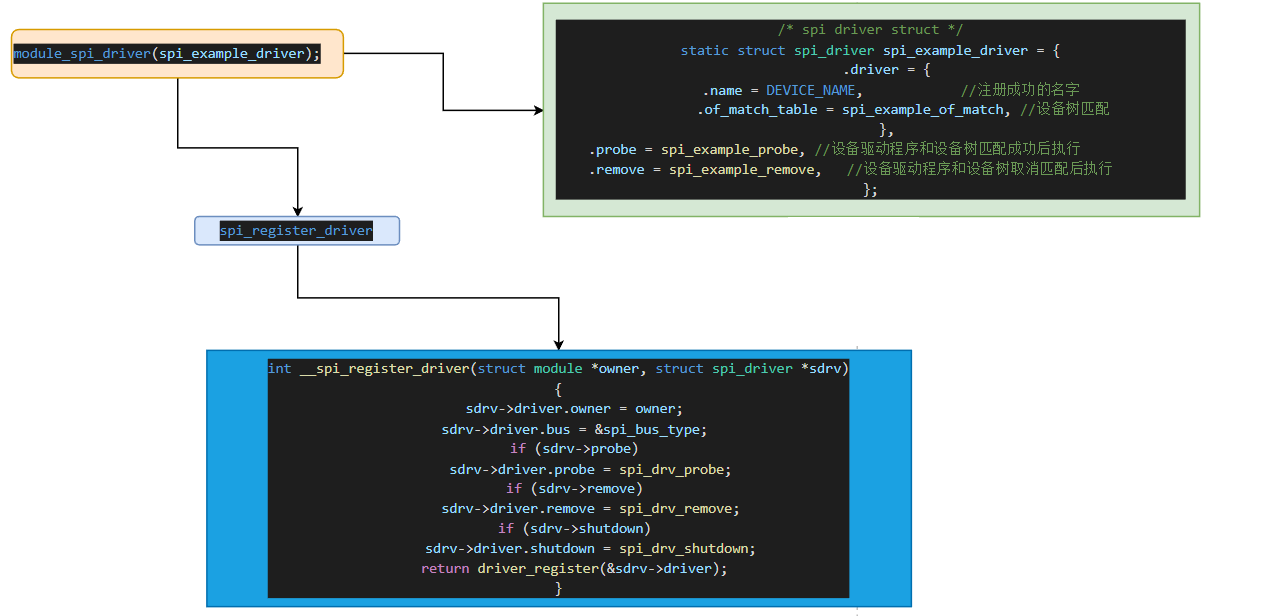 module_spi_driver(spi_example_driver);
/* spi driver struct */
static struct spi_driver spi_example_driver = {
.driver = {
.name = DEVICE_NAME, //注册成功的名字
.of_match_table = spi_example_of_match, //设备树匹配
},
.probe = spi_example_probe, //设备驱动程序和设备树匹配成功后执行
.remove = spi_example_remove, //设备驱动程序和设备树取消匹配后执行
};
spi_register_driver
int __spi_register_driver(struct module *owner, struct spi_driver *sdrv)
{
sdrv->driver.owner = owner;
sdrv->driver.bus = &spi_bus_type;
if (sdrv->probe)
sdrv->driver.probe = spi_drv_probe;
if (sdrv->remove)
sdrv->driver.remove = spi_drv_remove;
if (sdrv->shutdown)
sdrv->driver.shutdown = spi_drv_shutdown;
return driver_register(&sdrv->driver);
}